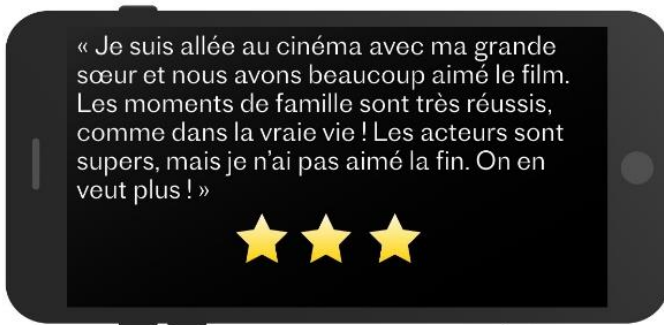 « Je suis allée au cinéma avec ma grande
sœur et nous avons beaucoup aimé le film.
Les moments de famille sont très réussis,
comme dans la vraie vie ! Les acteurs sont
supers, mais je n’ai pas aimé la fin. On en
veut plus ! »